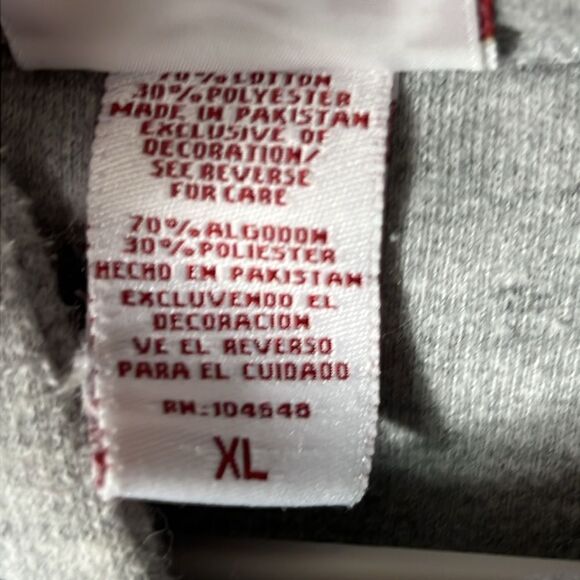 70% COTTON
30% POLYESTER
MADE IN PAKISTAN
EXCLUSIVE OF
DECORATION/
SEE REVERSE
FOR CARE
70% ALGODON
30% POLIESTER
HECHO EN PAKISTAN
EXCLUYENDO EL
DECORACION
VE EL REVERSO
PARA EL CUIDADO
RN:104648
XL